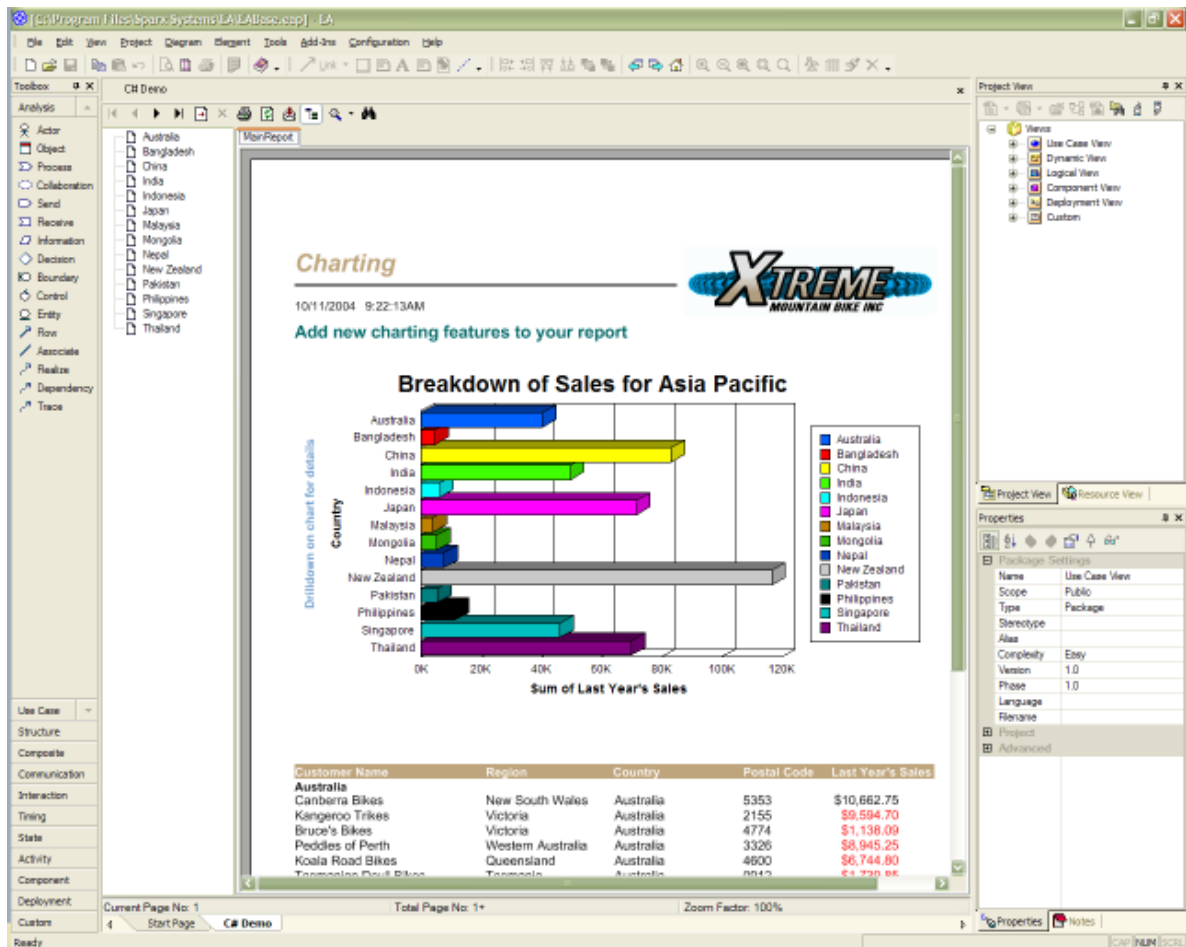 [C:\Program Files\Sparx Systems\EA\EABase.eap] - EA
File Edit View Project Diagram Element Tools Add-Ins Configuration Help
Link
Toolbox
Analysis
Actor
Object
Process
Collaboration
Send
Receive
Information
Decision
Boundary
Control
Entity
Flow
Associate
Realize
Dependency
Trace
Use Case
Structure
Composite
Communication
Interaction
Timing
State
Activity
Component
Deployment
Custom
C# Demo
Australia
Bangladesh
China
India
Indonesia
Japan
Malaysia
Mongolia
Nepal
New Zealand
Pakistan
Philippines
Singapore
Thailand
MainReport
Charting
XTREME
MOUNTAIN BIKE INC
10/11/2004 9:22:13AM
Add new charting features to your report
Breakdown of Sales for Asia Pacific
Drilldown on chart for details
Country
Australia
Bangladesh
China
India
Indonesia
Japan
Malaysia
Mongolia
Nepal
New Zealand
Pakistan
Philippines
Singapore
Thailand
0K 20K 40K 60K 80K 100K 120K
Sum of Last Year's Sales
Australia
Bangladesh
China
India
Indonesia
Japan
Malaysia
Mongolia
Nepal
New Zealand
Pakistan
Philippines
Singapore
Thailand
Customer Name Region Country Postal Code Last Year's Sales
Australia
Canberra Bikes New South Wales Australia 5353 $10,662.75
Kangeroo Trikes Victoria Australia 2155 $9,594.70
Bruce's Bikes Victoria Australia 4774 $1,138.09
Peddles of Perth Western Australia Australia 3326 $8,945.25
Koala Road Bikes Queensland Australia 4600 $6,744.80
Tasmanian Devil Bikes Tasmania Australia
Current Page No: 1 Total Page No: 1+ Zoom Factor: 100%
Start Page C# Demo
Ready
Project View
Views
Use Case View
Dynamic View
Logical View
Component View
Deployment View
Custom
Project View Resource View
Properties
Package Settings
Name Use Case View
Scope Public
Type Package
Stereotype
Alias
Complexity Easy
Version 1.0
Phase 1.0
Language
Filename
Project
Advanced
Properties Notes
CAP NUM SCRL